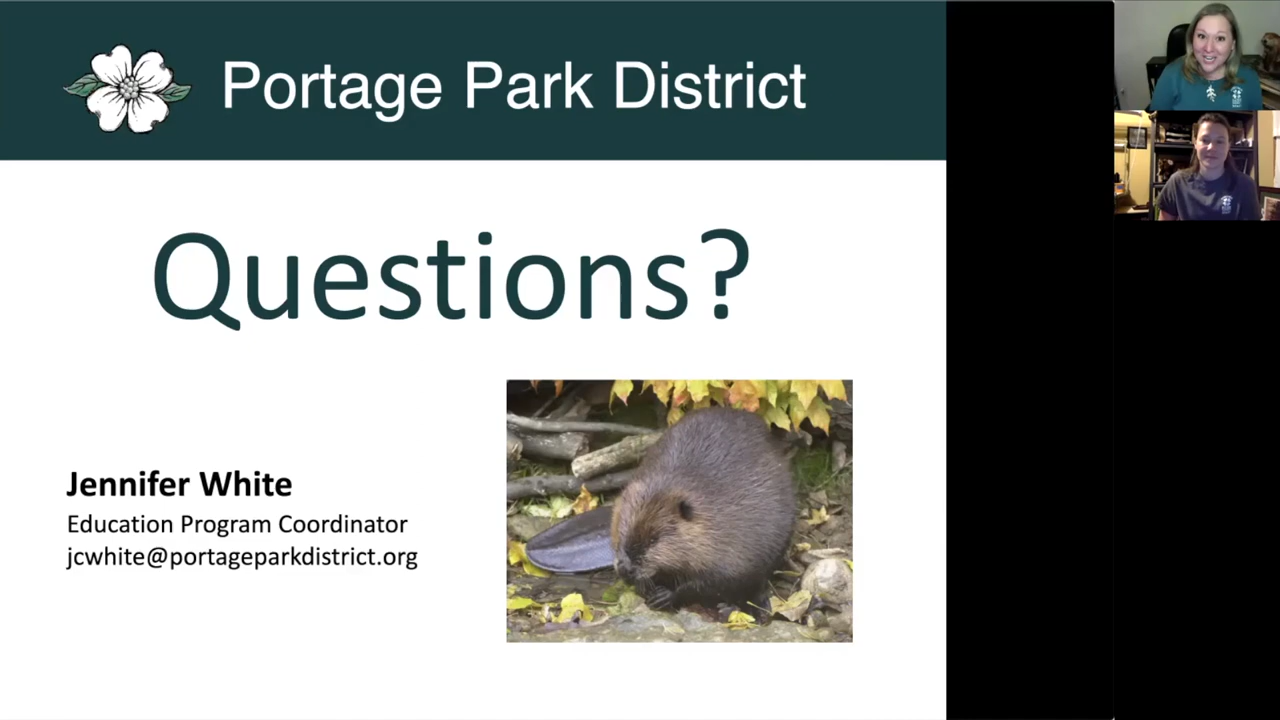 Portage Park District
Questions?
Jennifer White
Education Program Coordinator
jcwhite@portageparkdistrict.org